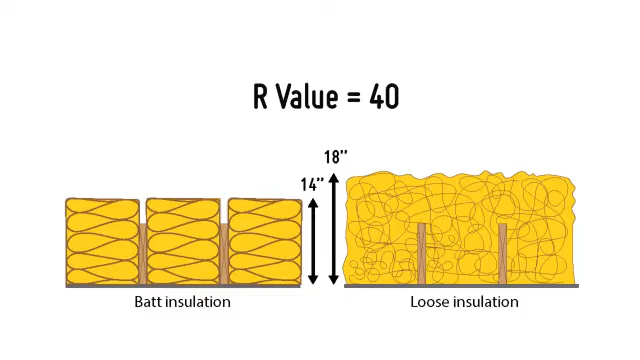 R Value = 40
18”
14”
Batt insulation
Loose insulation